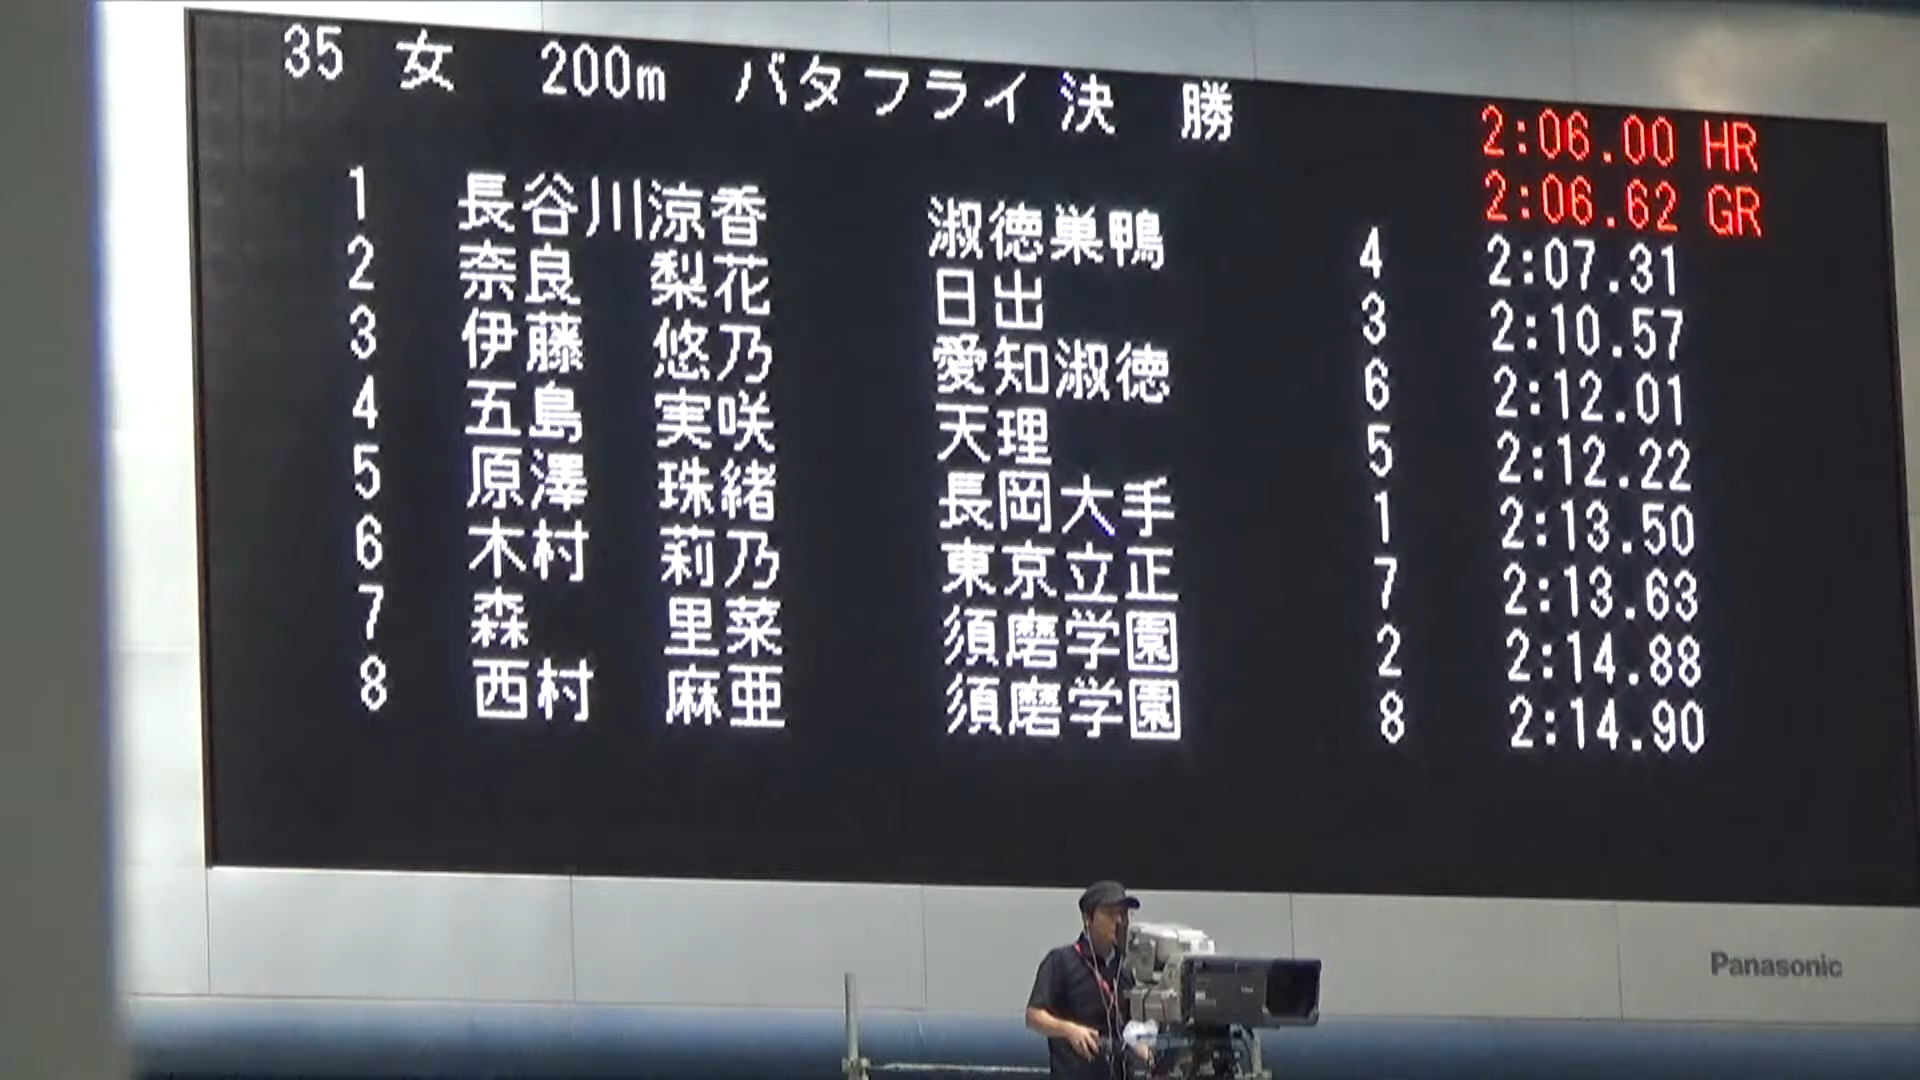 35 女 200m バタフライ 決 勝
2:06.00 HR
2:06.62 GR
1 長谷川涼香 淑徳巣鴨 4 2:07.31
2 奈良 梨花 日出 3 2:10.57
3 伊藤 悠乃 愛知淑徳 6 2:12.01
4 五島 実咲 天理 5 2:12.22
5 原澤 珠緒 長岡大手 1 2:13.50
6 木村 莉乃 東京立正 7 2:13.63
7 森 里菜 須磨学園 2 2:14.88
8 西村 麻亜 須磨学園 8 2:14.90
Panasonic